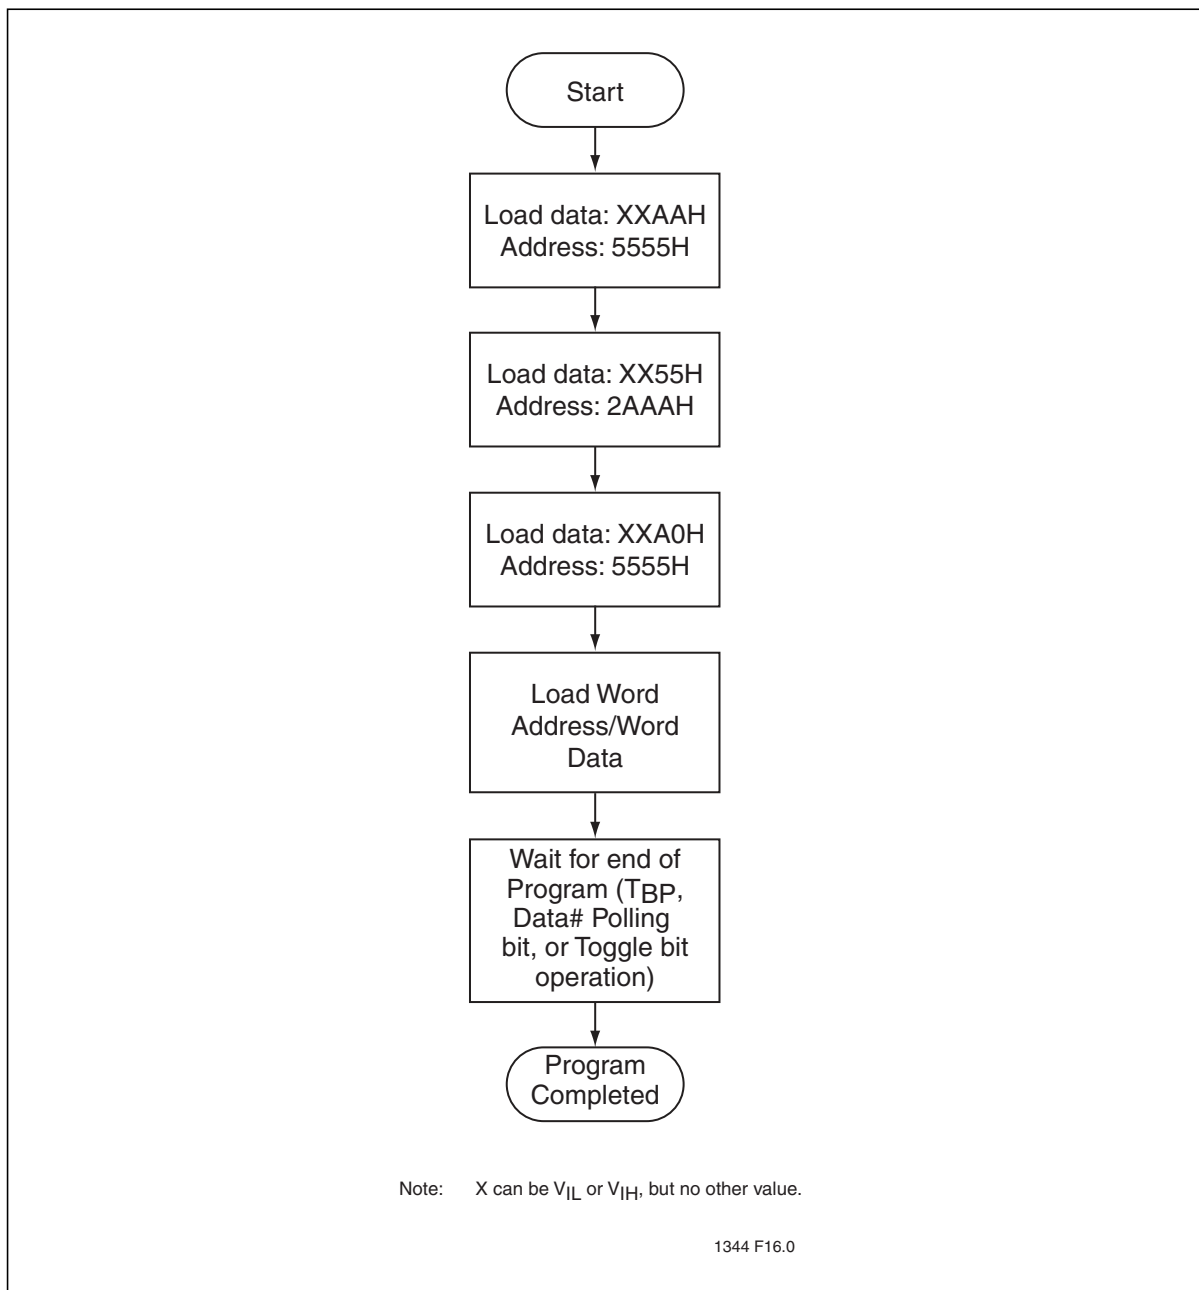 Start
Load data: XXAAH
Address: 5555H
Load data: XX55H
Address: 2AAAH
Load data: XXA0H
Address: 5555H
Load Word
Address/Word
Data
Wait for end of
Program (TBP,
Data# Polling
bit, or Toggle bit
operation)
Program
Completed
Note: X can be VIL or VIH, but no other value.
1344 F16.0